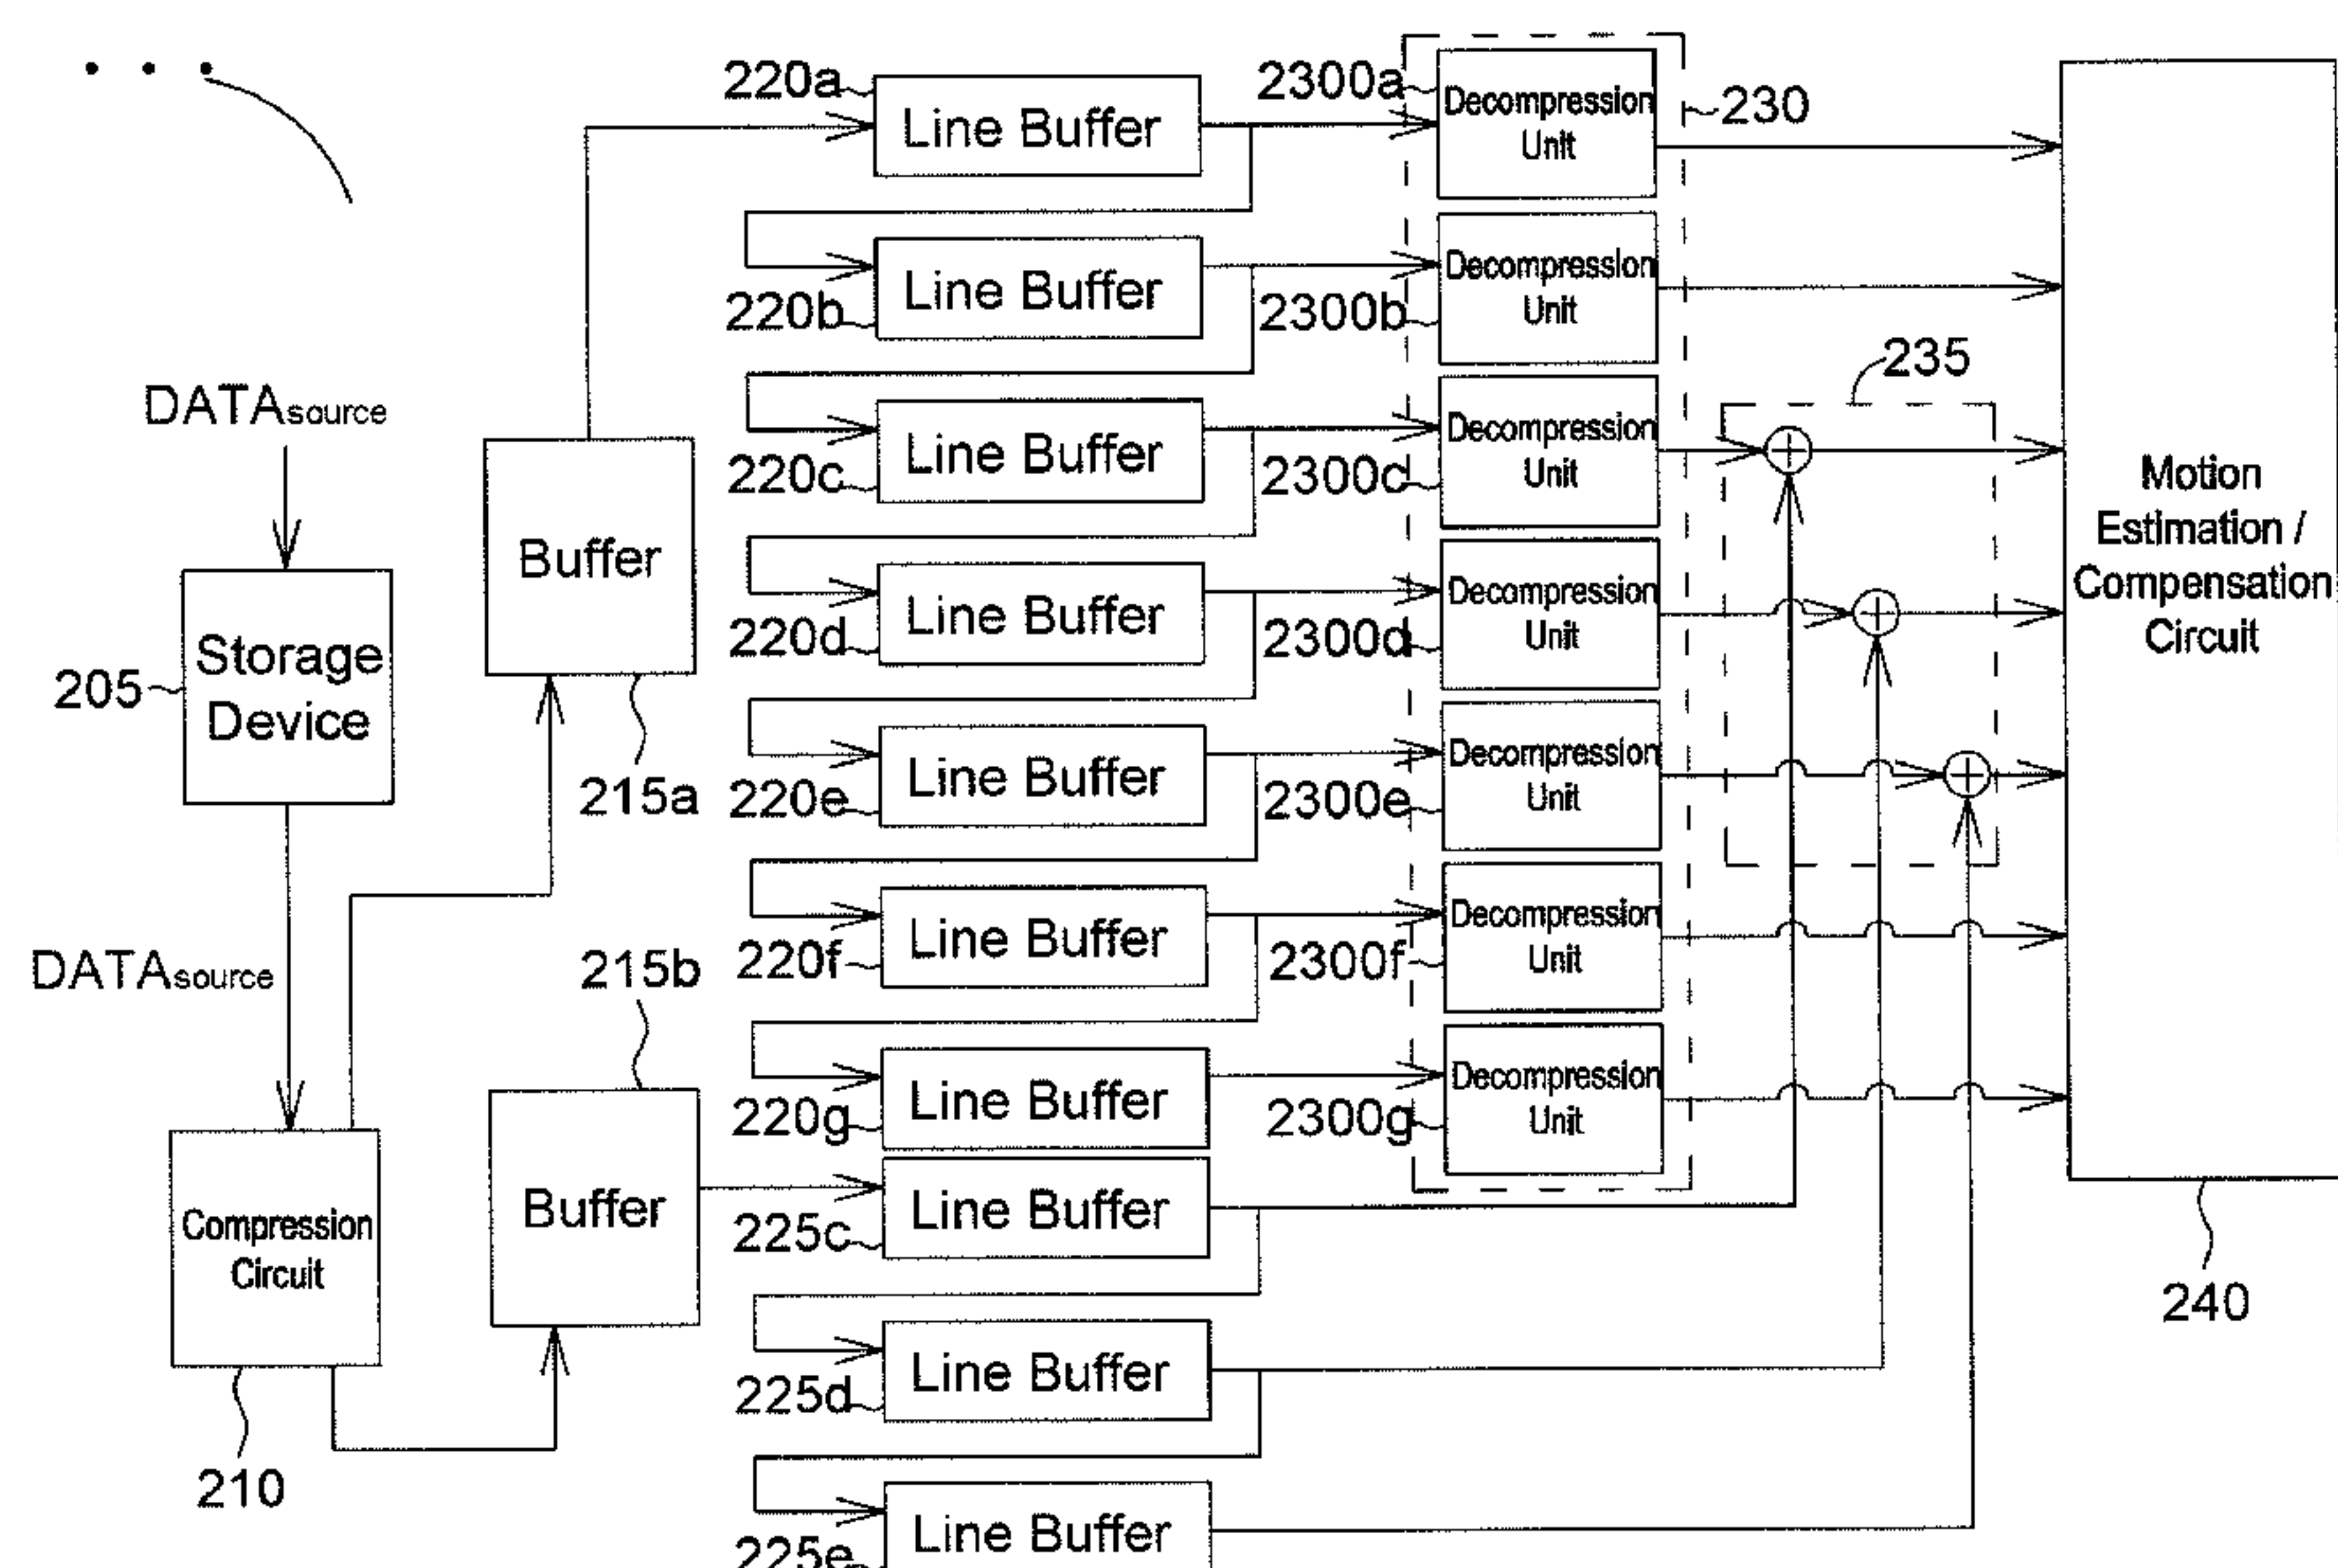 220a
Line Buffer
2300a
Decompression
Unit
230
220b
Line Buffer
2300b
Decompression
Unit
235
DATAsource
220c
Line Buffer
2300c
Decompression
Unit
Motion
Estimation /
Compensation
Circuit
Buffer
215a
220d
Line Buffer
2300d
Decompression
Unit
205
Storage
Device
220e
Line Buffer
2300e
Decompression
Unit
DATAsource
215b
220f
Line Buffer
2300f
Decompression
Unit
220g
Line Buffer
2300g
Decompression
Unit
Compression
Circuit
210
Buffer
225c
Line Buffer
240
225d
Line Buffer
225e
Line Buffer